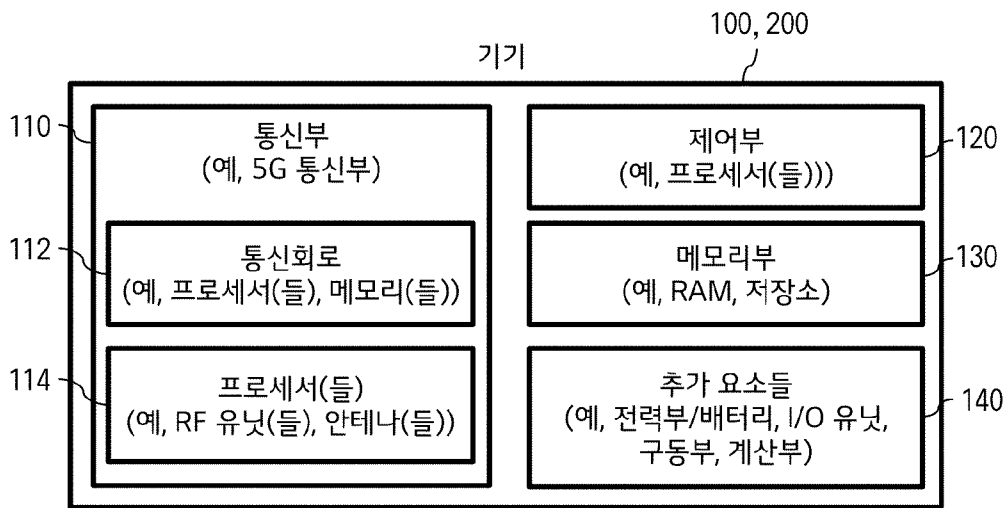 100, 200
기기
110
통신부
(예, 5G 통신부)
112
통신회로
(예, 프로세서(들), 메모리(들))
114
프로세서(들)
(예, RF 유닛(들), 안테나(들))
제어부
(예, 프로세서(들)))
120
메모리부
(예, RAM, 저장소)
130
추가 요소들
(예, 전력부/배터리, I/O 유닛,
구동부, 계산부)
140